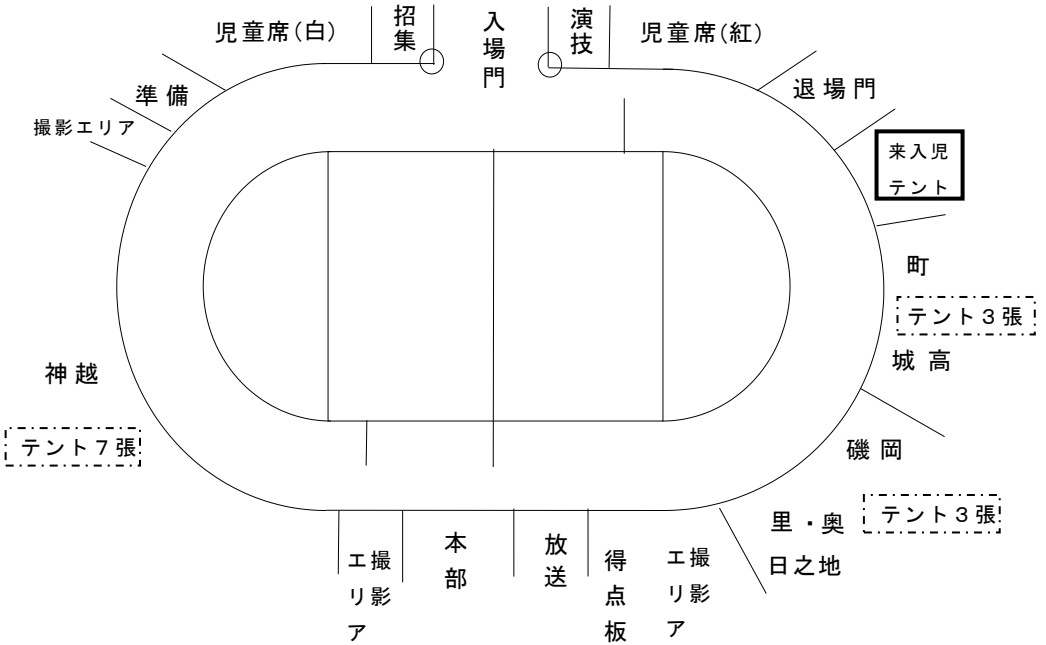 児童席(白)
招集
入場門
演技
児童席(紅)
準備
撮影エリア
退場門
来入児
テント
町
テント3張
城高
神越
テント7張
磯岡
テント3張
里・奥
日之地
撮影エリア
本部
放送
得点板
撮影エリア